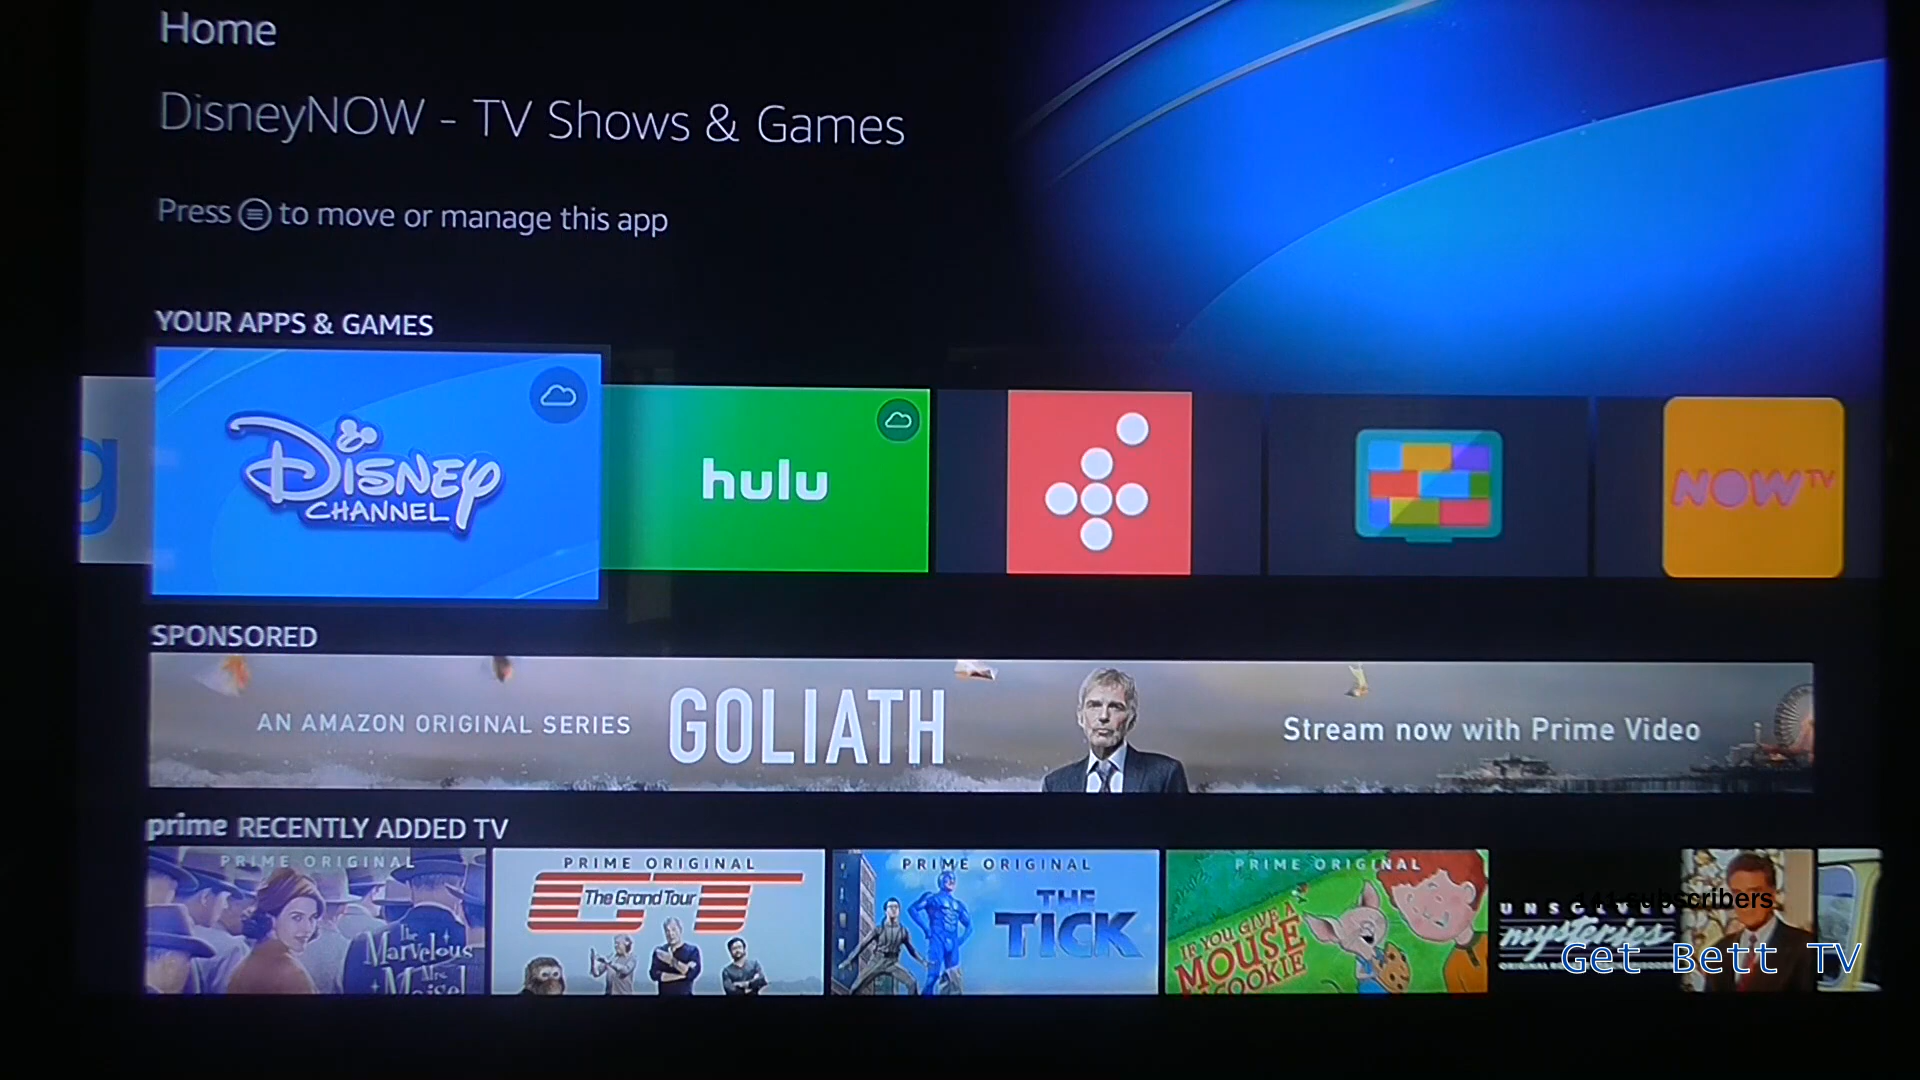 Home
DisneyNOW - TV Shows & Games
Press to move or manage this app
YOUR APPS & GAMES
g
DISNEY
CHANNEL
hulu
NOW TV
SPONSORED
AN AMAZON ORIGINAL SERIES
GOLIATH
Stream now with Prime Video
prime RECENTLY ADDED TV
PRIME ORIGINAL
The
Marvelous
Mrs.
Maisel
PRIME ORIGINAL
GT
The Grand Tour
PRIME ORIGINAL
THE
TICK
PRIME ORIGINAL
IF YOU GIVE A
MOUSE
A COOKIE
UNSOLVED
mysteries
subscribers
Get Bett TV